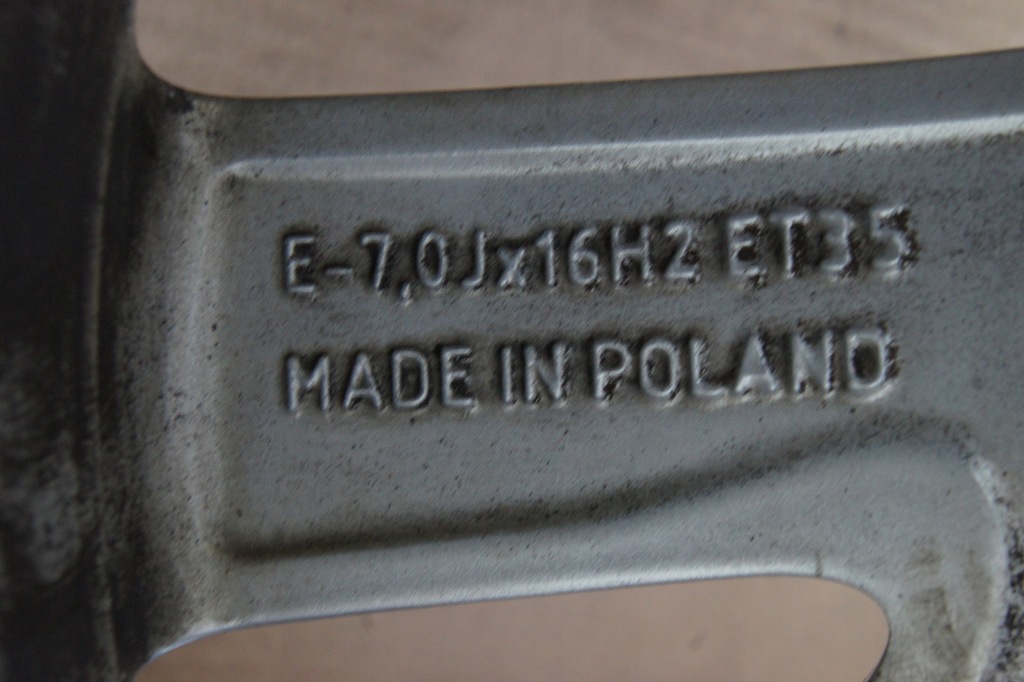 E-7,0Jx16H2 ET35
MADE IN POLAND